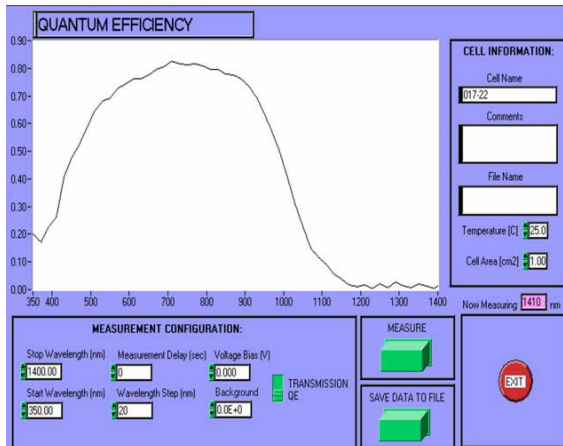 QUANTUM EFFICIENCY
0.90
0.80
0.70
0.60
0.50
0.40
0.30
0.20
0.10
0.00
350 400 500 600 700 800 900 1000 1100 1200 1300 1400
CELL INFORMATION:
Cell Name
017-22
Comments
File Name
Temperature [C] 25.0
Cell Area [cm2] 1.00
Now Measuring 1410 nm
MEASUREMENT CONFIGURATION:
Stop Wavelength (nm) Measurement Delay (sec) Voltage Bias (V)
1400.00 0 0.000
Start Wavelength (nm) Wavelength Step (nm) Background
350.00 20 0.0E+0
TRANSMISSION
QE
MEASURE
SAVE DATA TO FILE
EXIT